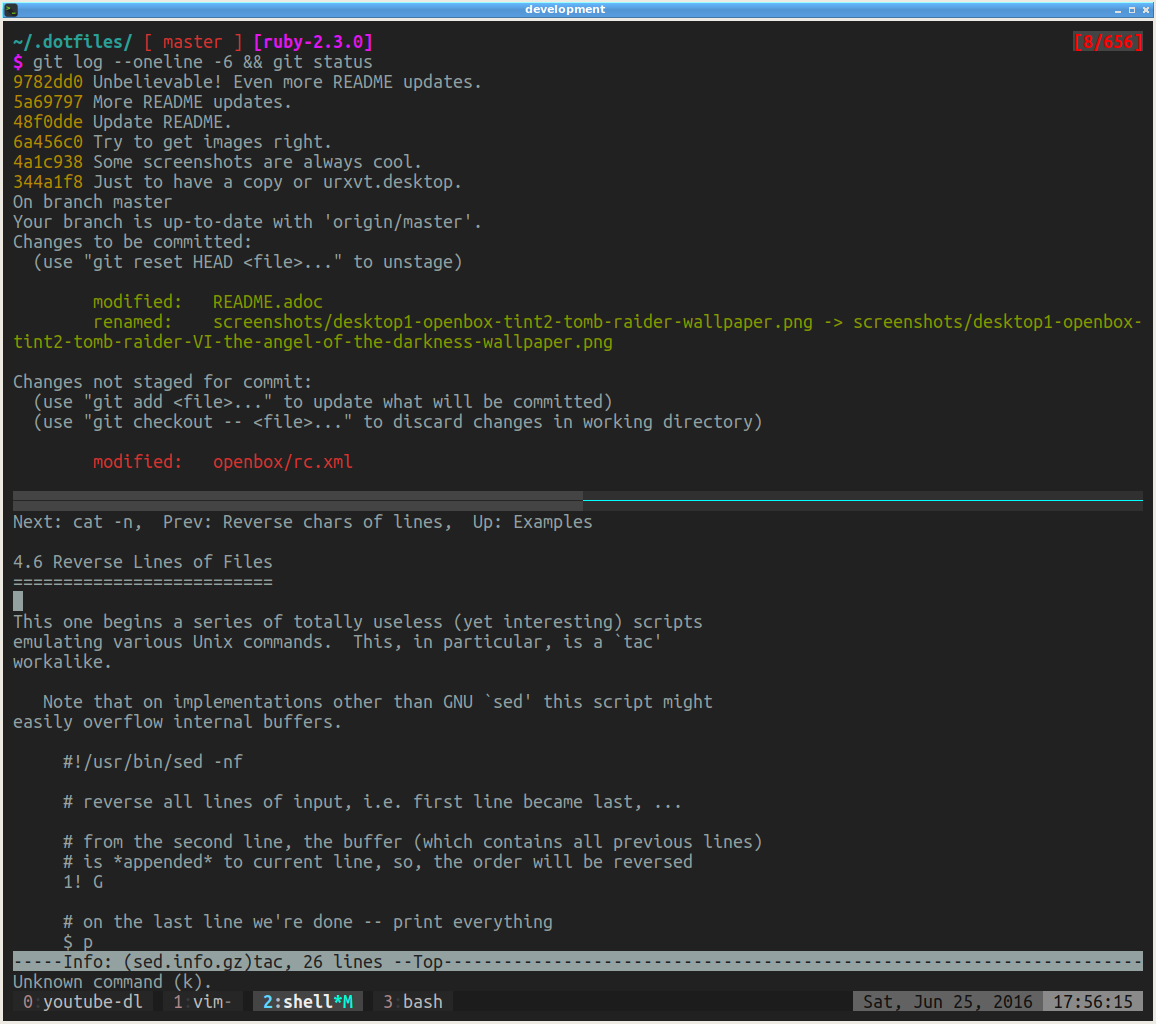 development
~/.dotfiles/ [ master ] [ruby-2.3.0] [8/656]
$ git log --oneline -6 && git status
9782dd0 Unbelievable! Even more README updates.
5a69797 More README updates.
48f0dde Update README.
6a456c0 Try to get images right.
4a1c938 Some screenshots are always cool.
344a1f8 Just to have a copy or urxvt.desktop.
On branch master
Your branch is up-to-date with 'origin/master'.
Changes to be committed:
  (use "git reset HEAD <file>..." to unstage)

        modified:   README.adoc
        renamed:    screenshots/desktop1-openbox-tint2-tomb-raider-wallpaper.png -> screenshots/desktop1-openbox-
tint2-tomb-raider-VI-the-angel-of-the-darkness-wallpaper.png

Changes not staged for commit:
  (use "git add <file>..." to update what will be committed)
  (use "git checkout -- <file>..." to discard changes in working directory)

        modified:   openbox/rc.xml

Next: cat -n,  Prev: Reverse chars of lines,  Up: Examples

4.6 Reverse Lines of Files
==========================

This one begins a series of totally useless (yet interesting) scripts
emulating various Unix commands.  This, in particular, is a `tac'
workalike.

   Note that on implementations other than GNU `sed' this script might
easily overflow internal buffers.

     #!/usr/bin/sed -nf

     # reverse all lines of input, i.e. first line became last, ...

     # from the second line, the buffer (which contains all previous lines)
     # is *appended* to current line, so, the order will be reversed
     1! G

     # on the last line we're done -- print everything
     $ p
-----Info: (sed.info.gz)tac, 26 lines --Top----------------------------------------------------------------------
Unknown command (k).
0:youtube-dl 1:vim- 2:shell*M 3:bash Sat, Jun 25, 2016 17:56:15